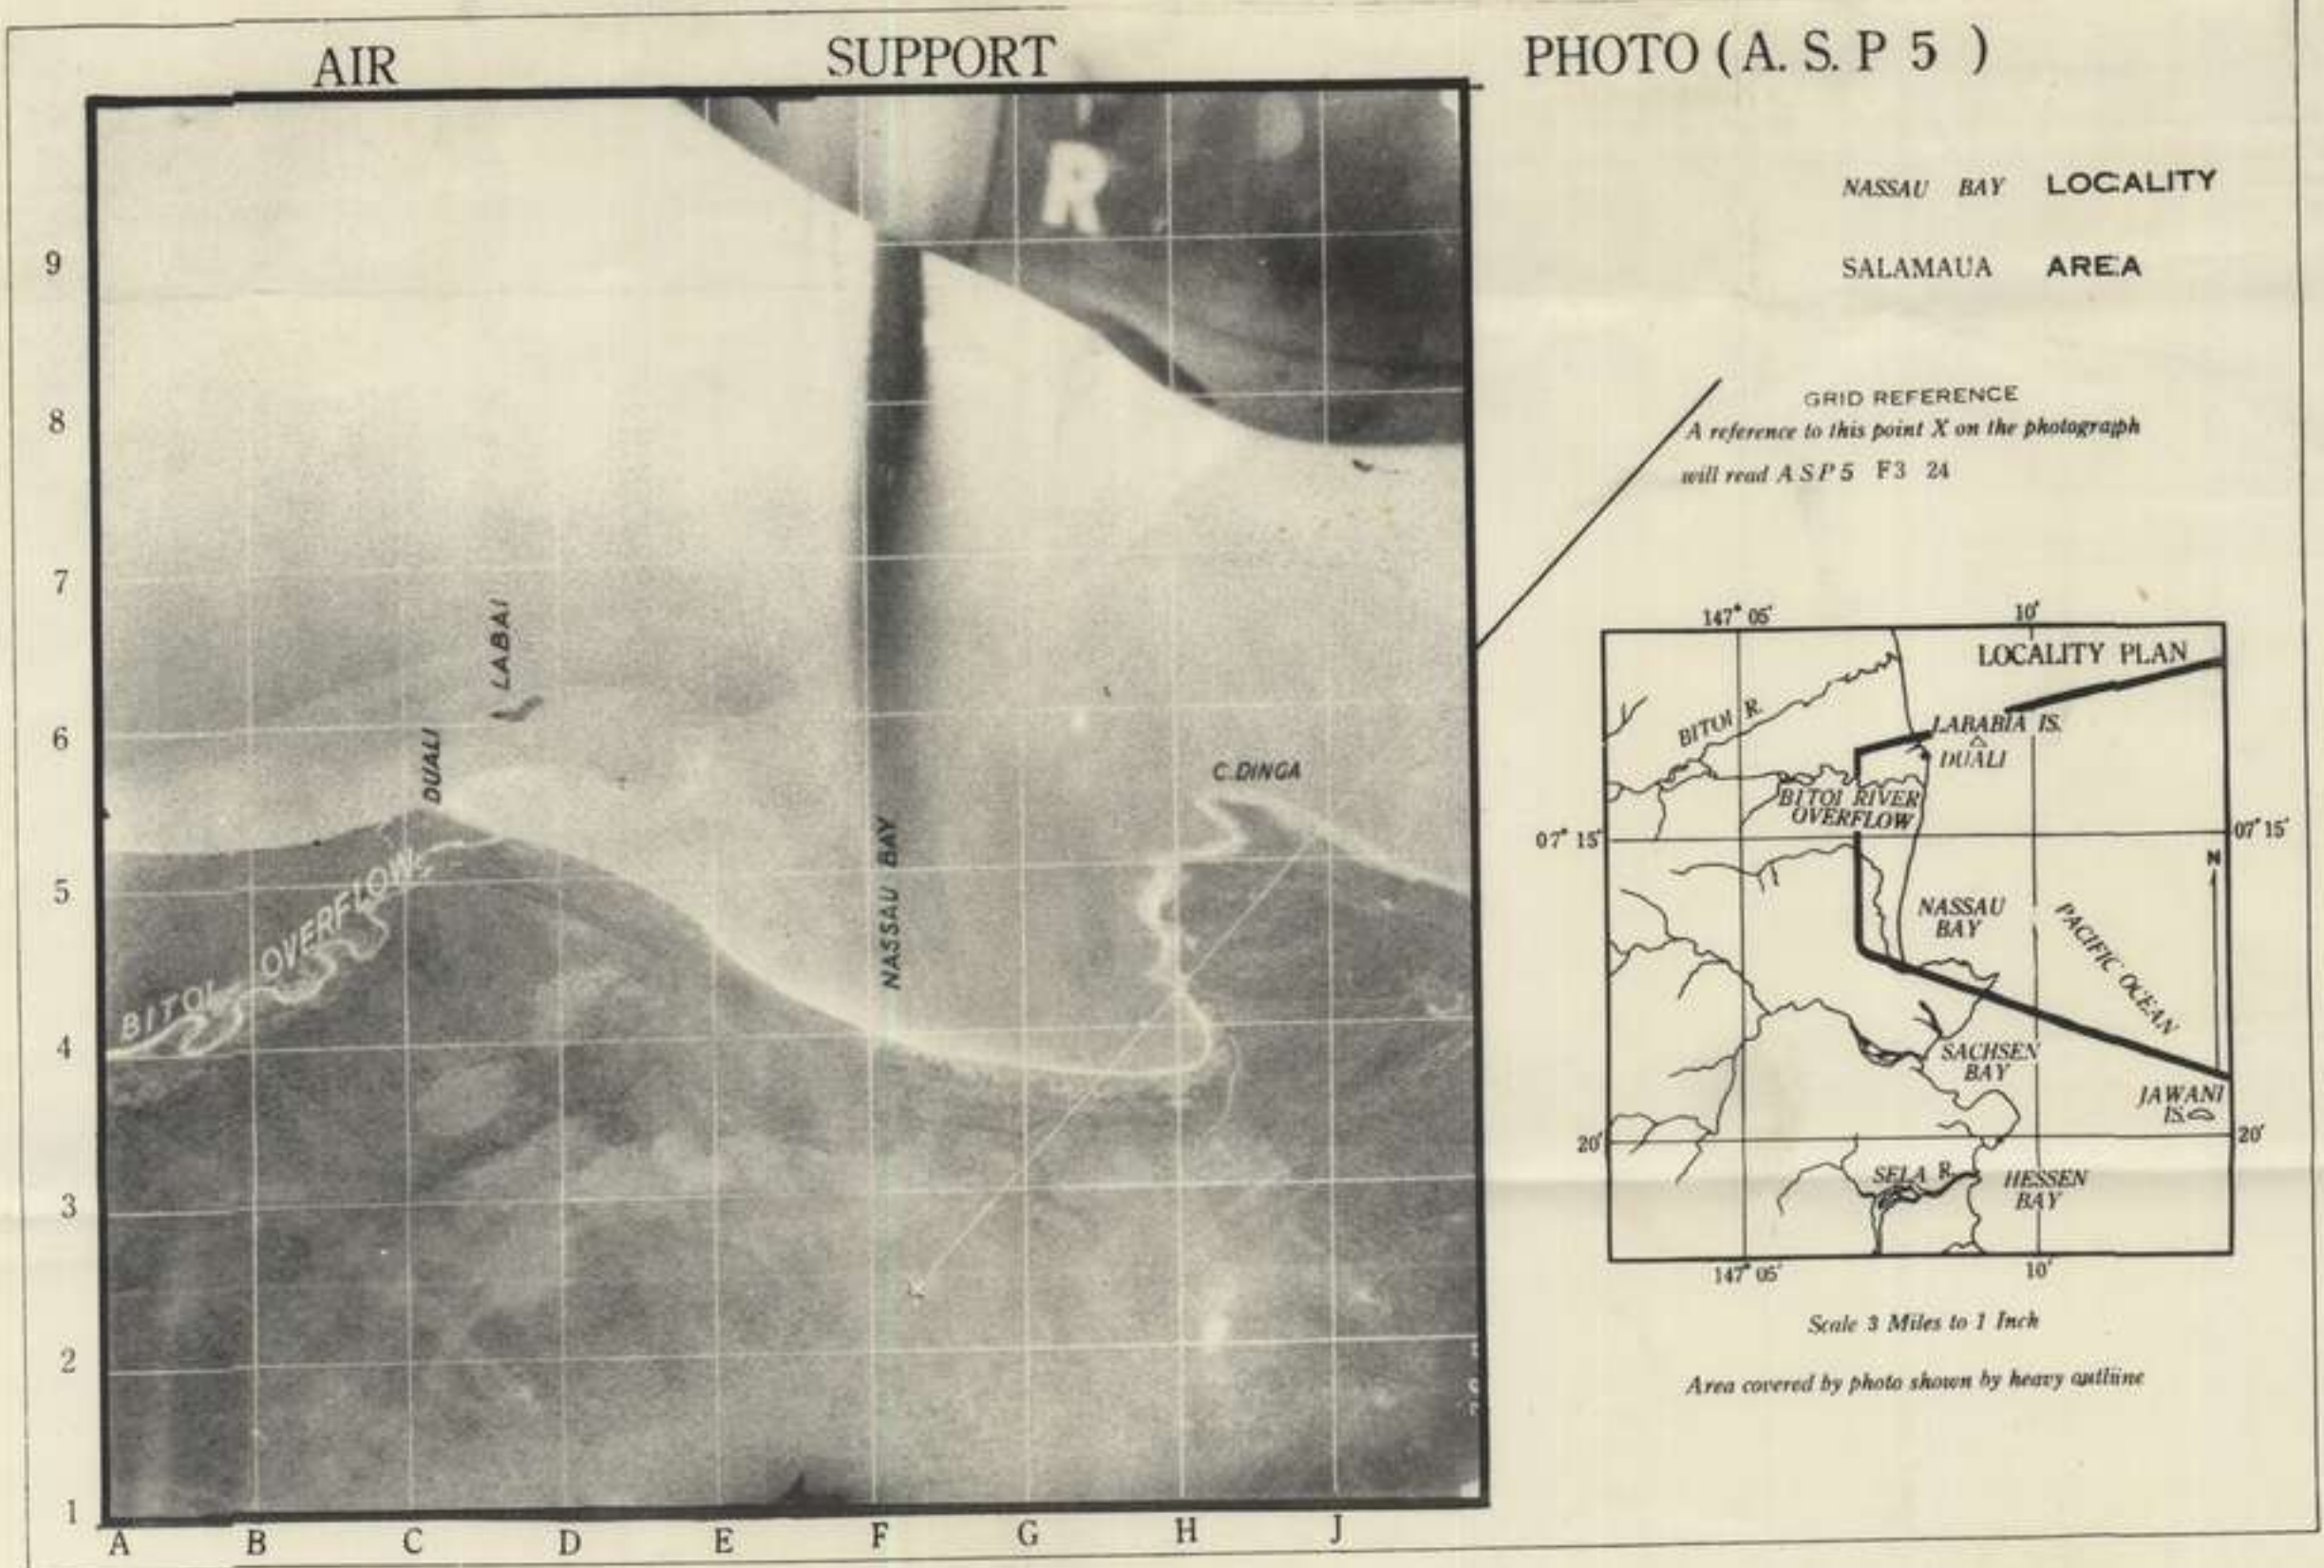 AIR SUPPORT PHOTO ( A. S. P 5 )
NASSAU BAY LOCALITY
SALAMAUA AREA
GRID REFERENCE
A reference to this point X on the photograph
will read A S P 5 F3 24
R
9
8
7
6
5
4
3
2
1
A B C D E F G H J
LABAI
DUALI
C. DINGA
NASSAU BAY
BITOI OVERFLOW
147° 05' 10'
LOCALITY PLAN
BITOI R.
LABABIA IS.
DUALI
BITOI RIVER
OVERFLOW
07° 15' 07° 15'
N
NASSAU
BAY
PACIFIC OCEAN
SACHSEN
BAY
JAWANI
IS.
20' 20'
SELA R.
HESSEN
BAY
147° 05' 10'
Scale 3 Miles to 1 Inch
Area covered by photo shown by heavy outliine